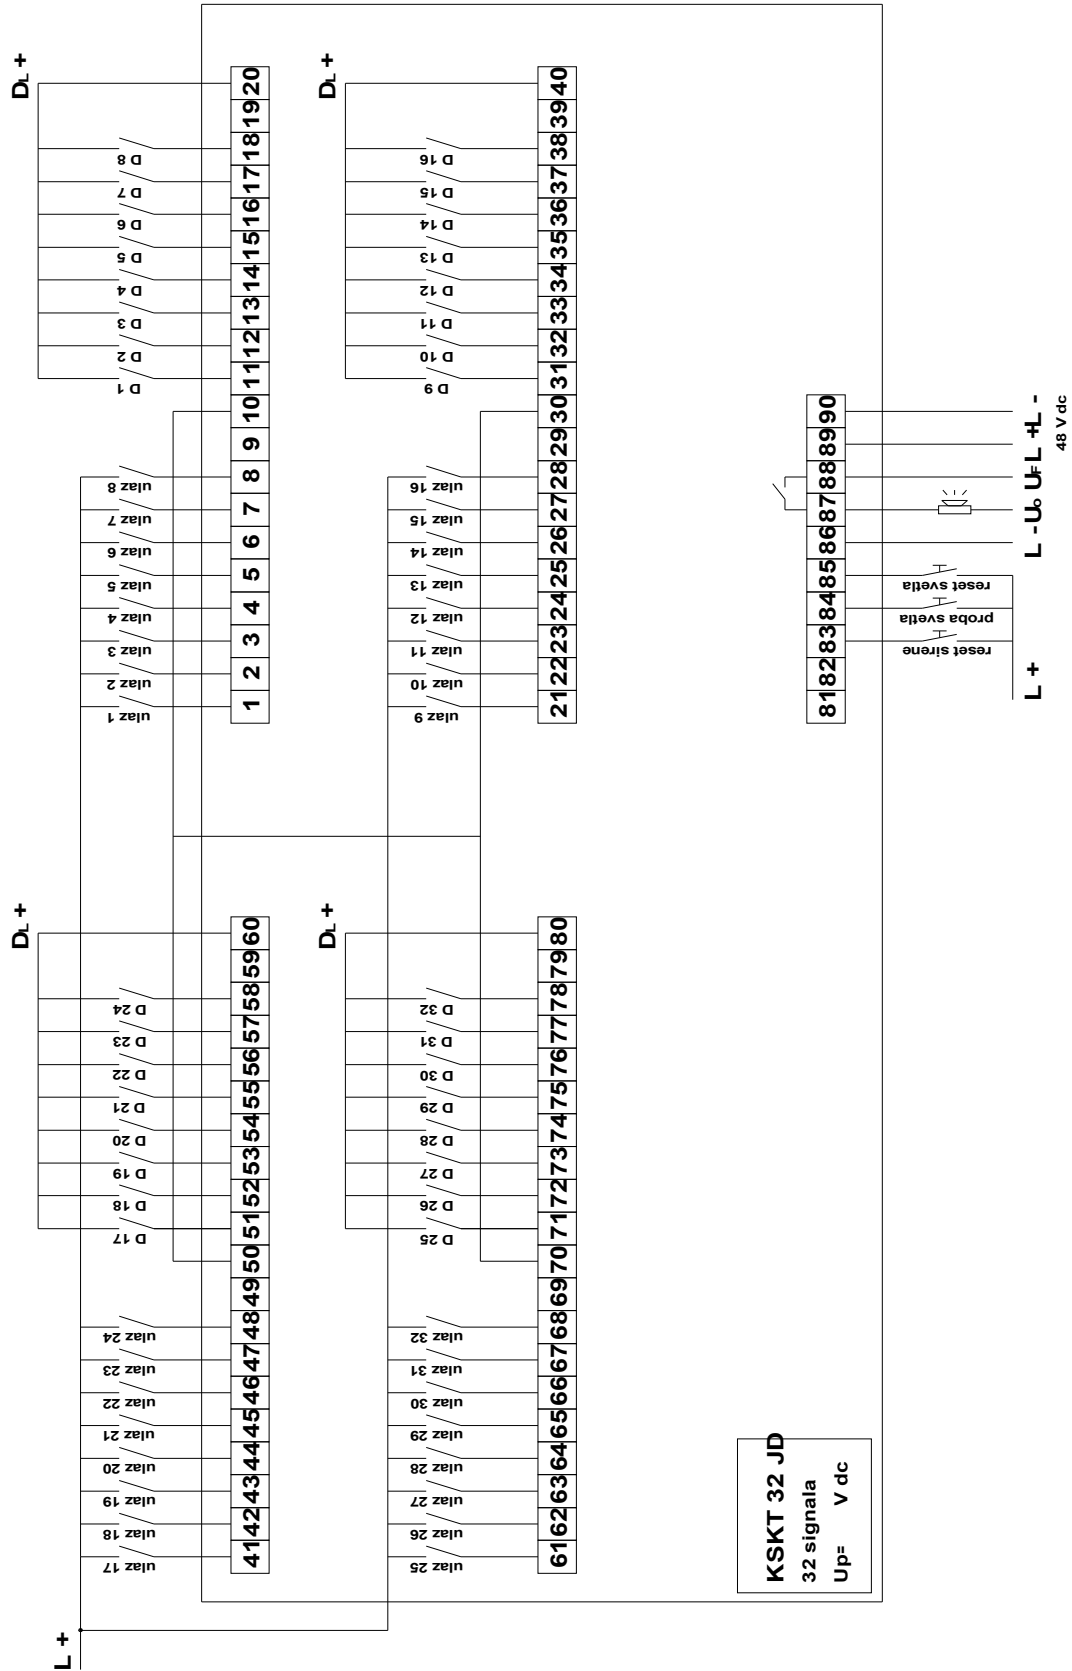 DL +
DL +
L +
ulaz 17
ulaz 18
ulaz 19
ulaz 20
ulaz 21
ulaz 22
ulaz 23
ulaz 24
D 17
D 18
D 19
D 20
D 21
D 22
D 23
D 24
ulaz 1
ulaz 2
ulaz 3
ulaz 4
ulaz 5
ulaz 6
ulaz 7
ulaz 8
D 1
D 2
D 3
D 4
D 5
D 6
D 7
D 8
41 42 43 44 45 46 47 48 49 50 51 52 53 54 55 56 57 58 59 60
1 2 3 4 5 6 7 8 9 10 11 12 13 14 15 16 17 18 19 20
DL +
DL +
ulaz 25
ulaz 26
ulaz 27
ulaz 28
ulaz 29
ulaz 30
ulaz 31
ulaz 32
D 25
D 26
D 27
D 28
D 29
D 30
D 31
D 32
ulaz 9
ulaz 10
ulaz 11
ulaz 12
ulaz 13
ulaz 14
ulaz 15
ulaz 16
D 9
D 10
D 11
D 12
D 13
D 14
D 15
D 16
61 62 63 64 65 66 67 68 69 70 71 72 73 74 75 76 77 78 79 80
21 22 23 24 25 26 27 28 29 30 31 32 33 34 35 36 37 38 39 40
KSKT 32 JD
32 signala
Up= V dc
81 82 83 84 85 86 87 88 89 90
reset sirene
proba svetla
reset svetla
L +
L - Uo UF L + L -
48 V dc